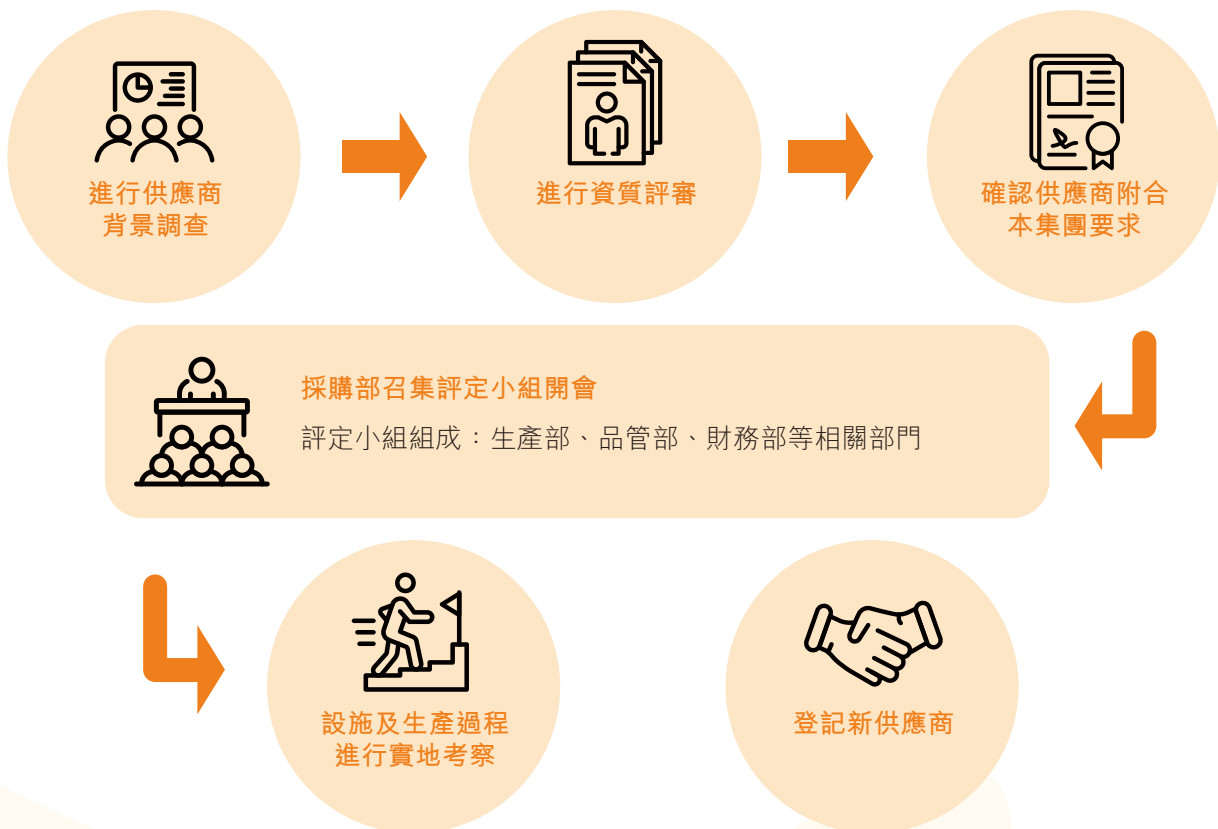 進行供應商
背景調查
進行資質評審
確認供應商附合
本集團要求
採購部召集評定小組開會
評定小組組成：生產部、品管部、財務部等相關部門
設施及生產過程
進行實地考察
登記新供應商